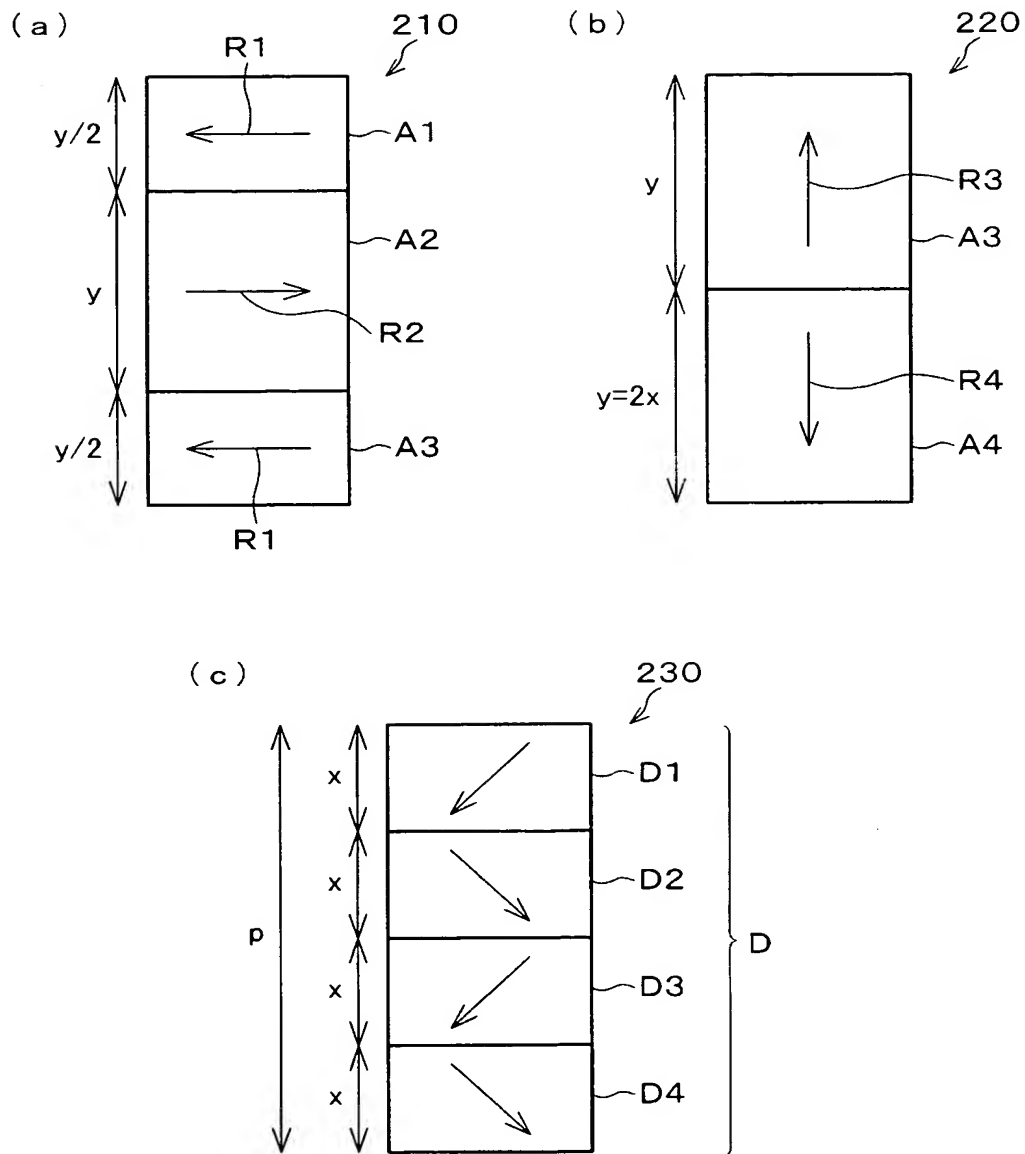 (a)
210
R1
y/2
A1
A2
y
R2
y/2
A3
R1
(b)
220
y
R3
A3
y=2x
R4
A4
(c)
230
p
x
D1
x
D2
x
D3
x
D4
D